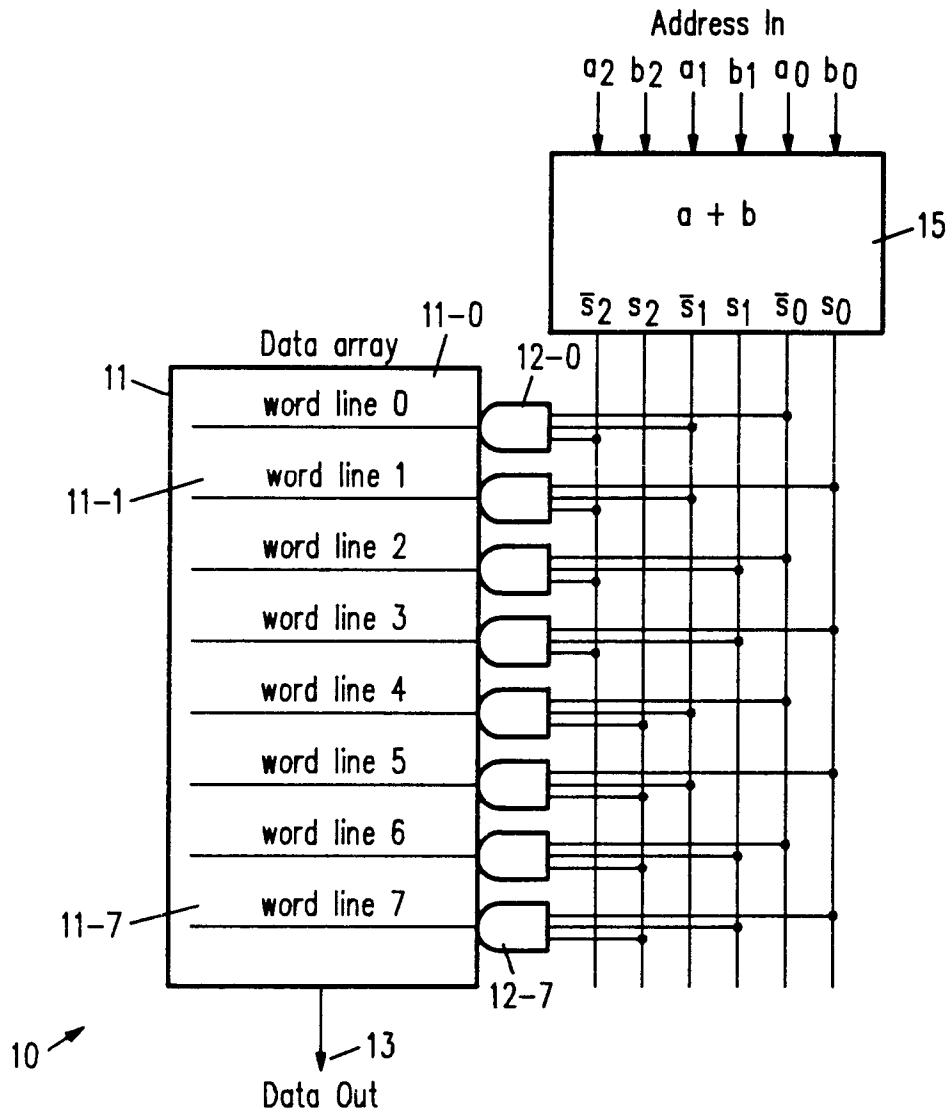 Address In
a2 b2 a1 b1 a0 b0
a + b
15
s̅2 s2 s̅1 s1 s̅0 s0
11-0
Data array
12-0
11
word line 0
word line 1
11-1
word line 2
word line 3
word line 4
word line 5
word line 6
word line 7
11-7
12-7
10
13
Data Out